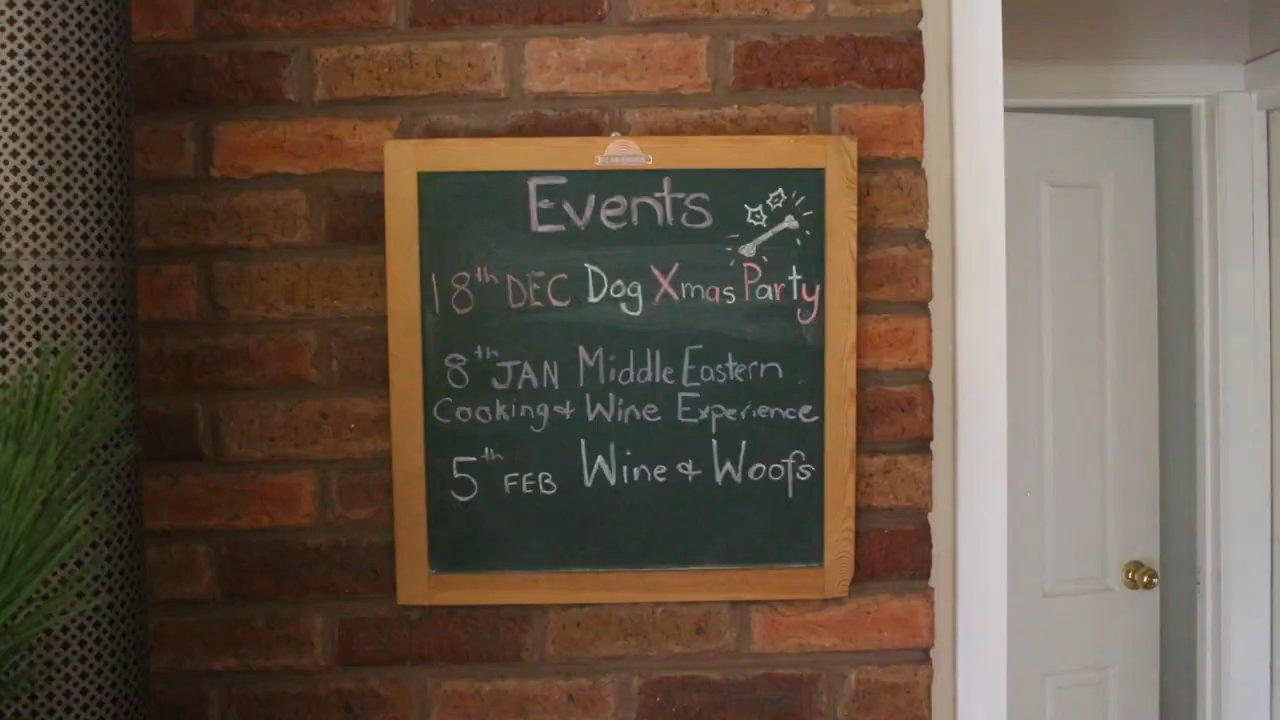 Events
18th DEC Dog Xmas Party
8th JAN Middle Eastern
Cooking & Wine Experience
5th FEB Wine & Woofs